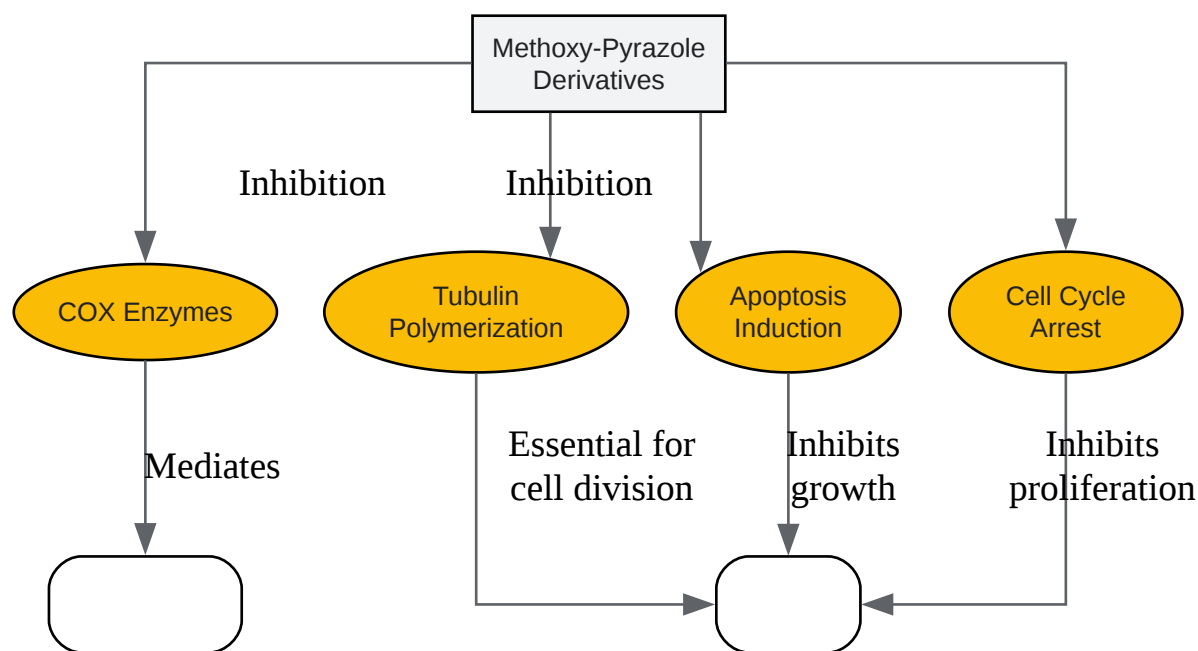 Methoxy-Pyrazole
Derivatives
Inhibition
Inhibition
COX Enzymes
Tubulin
Polymerization
Apoptosis
Induction
Cell Cycle
Arrest
Mediates
Essential for
cell division
Inhibits
growth
Inhibits
proliferation